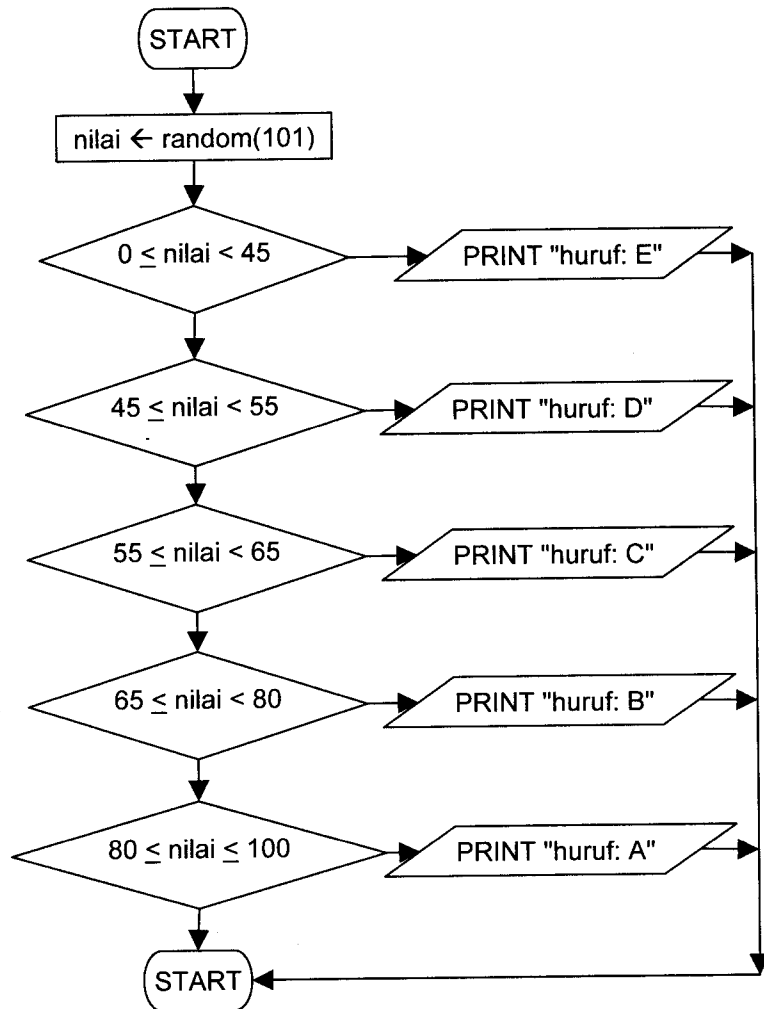 START
nilai ← random(101)
0 ≤ nilai < 45
PRINT "huruf: E"
45 ≤ nilai < 55
PRINT "huruf: D"
55 ≤ nilai < 65
PRINT "huruf: C"
65 ≤ nilai < 80
PRINT "huruf: B"
80 ≤ nilai ≤ 100
PRINT "huruf: A"
START